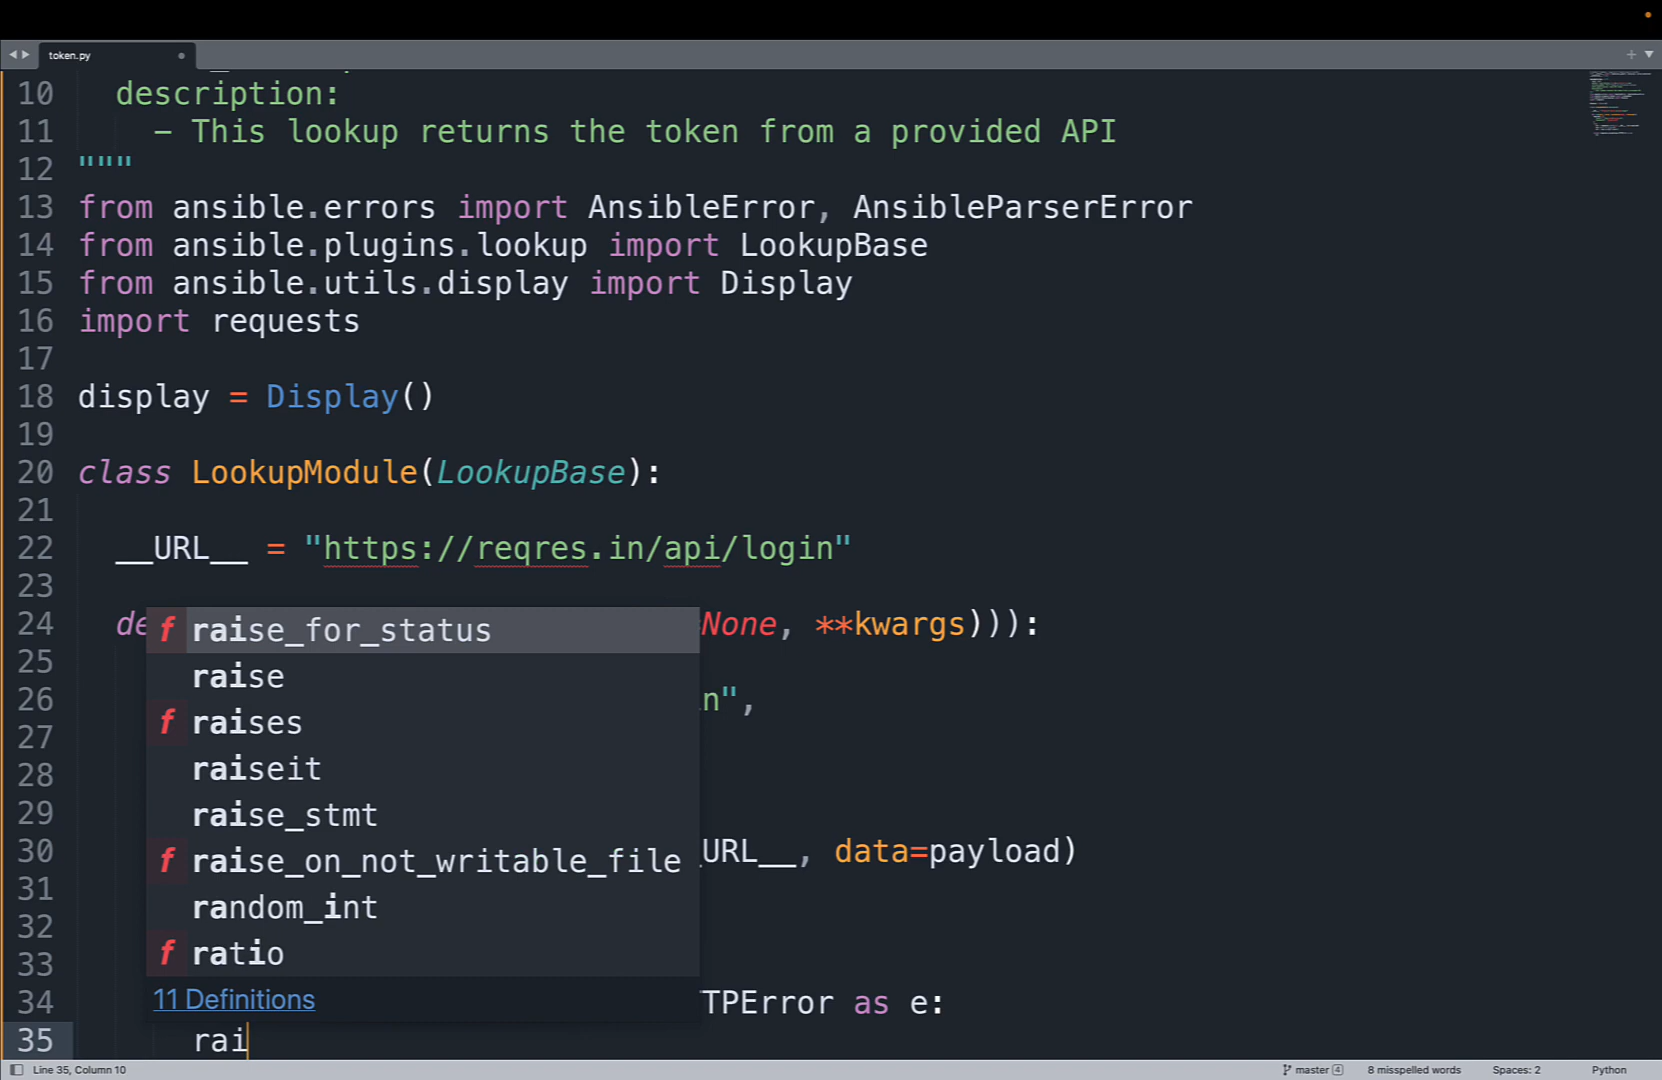 token.py
10 description:
11 - This lookup returns the token from a provided API
12 """
13 from ansible.errors import AnsibleError, AnsibleParserError
14 from ansible.plugins.lookup import LookupBase
15 from ansible.utils.display import Display
16 import requests
17
18 display = Display()
19
20 class LookupModule(LookupBase):
21
22 __URL__ = "https://reqres.in/api/login"
23
24 de None, **kwargs))):
25 f raise_for_status
raise
26 n",
27 f raises
28 raiseit
29 raise_stmt
30 _URL__, data=payload)
31 f raise_on_not_writable_file
32 random_int
33 f ratio
34 11 Definitions TPError as e:
35 rai
Line 35, Column 10 master 4 8 misspelled words Spaces: 2 Python